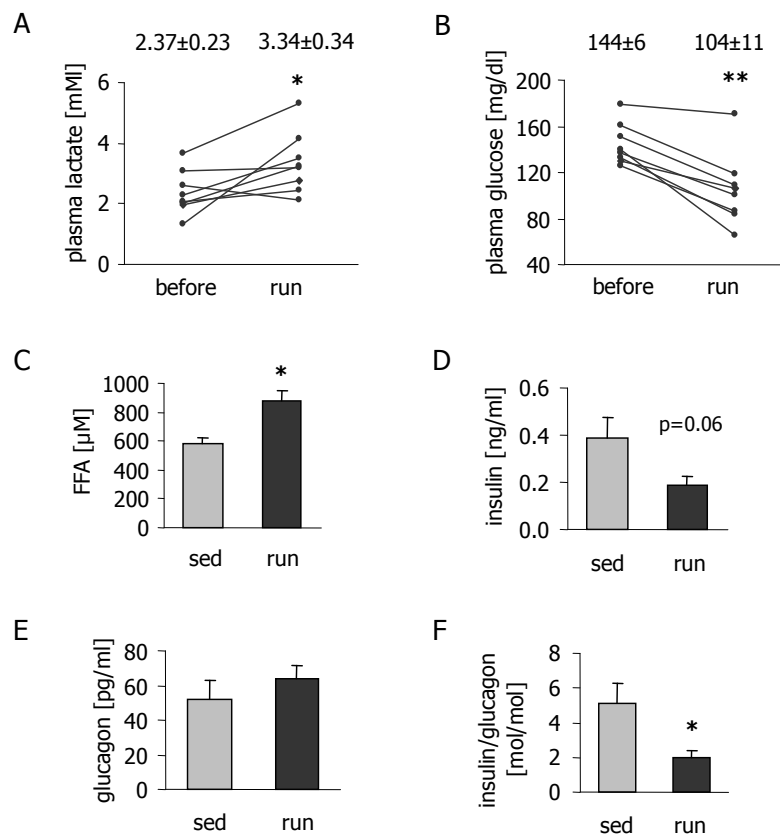 A
2.37±0.23 3.34±0.34
*
plasma lactate [mMl]
6
4
2
0
before run
B
144±6 104±11
**
plasma glucose [mg/dl]
200
160
120
80
40
before run
C
*
FFA [µM]
1000
800
600
400
200
0
sed run
D
p=0.06
insulin [ng/ml]
0.6
0.4
0.2
0.0
sed run
E
glucagon [pg/ml]
80
60
40
20
0
sed run
F
*
insulin/glucagon
[mol/mol]
8
6
4
2
0
sed run